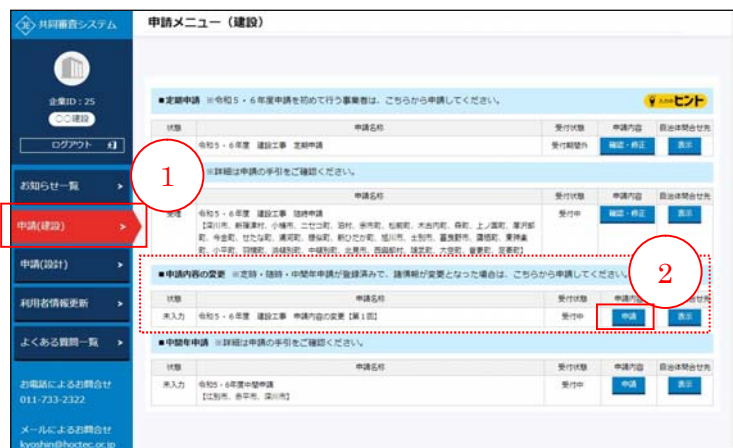 共同審査システム
申請メニュー（建設）
企業ID：25
〇〇建設
ログアウト
お知らせ一覧
申請(建設)
申請(設計)
利用者情報更新
よくある質問一覧
お電話によるお問合せ
011-733-2322
メールによるお問合せ
kyoshin@hoctec.or.jp
■定期申請 ※令和5・6年度申請を初めて行う事業者は、こちらから申請してください。
ヒント
状態 申請名称 受付状態 申請内容 自治体問合せ先
令和5・6年度 建設工事 定期申請 受付期間外 確認・修正 表示
1
※詳細は申請の手引をご確認ください。
申請名称 受付状態 申請内容 自治体問合せ先
受理 令和5・6年度 建設工事 随時申請 受付中 確認・修正 表示
■申請内容の変更 ※定時・随時・中間年申請が登録済みで、諸情報が変更となった場合は、こちらから申請してください。
2
状態 申請名称 受付状態 申請内容
未入力 令和5・6年度 建設工事 申請内容の変更【第1回】 受付中 申請 表示
■中間年申請 ※詳細は申請の手引をご確認ください。
状態 申請名称 受付状態 申請内容 自治体問合せ先
未入力 令和5・6年度中間申請 受付中 申請 表示
【江別市、赤平市、深川市】